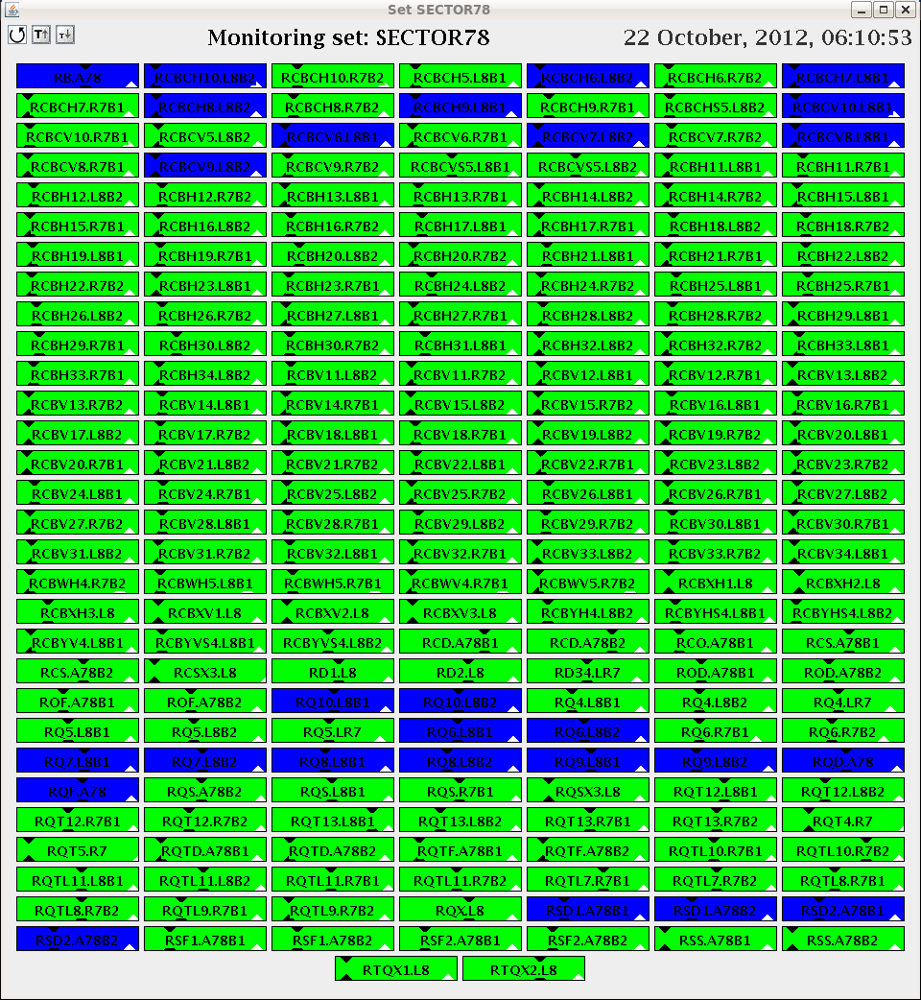 Set SECTOR78
T↑ T↓ Monitoring set: SECTOR78 22 October, 2012, 06:10:53
RB.A78 RCBCH10.L8B2 RCBCH10.R7B2 RCBCH5.L8B1 RCBCH6.L8B2 RCBCH6.R7B2 RCBCH7.L8B1
RCBCH7.R7B1 RCBCH8.L8B2 RCBCH8.R7B2 RCBCH9.L8B1 RCBCH9.R7B1 RCBCHS5.L8B2 RCBCV10.L8B1
RCBCV10.R7B1 RCBCV5.L8B2 RCBCV6.L8B1 RCBCV6.R7B1 RCBCV7.L8B2 RCBCV7.R7B2 RCBCV8.L8B1
RCBCV8.R7B1 RCBCV9.L8B2 RCBCV9.R7B2 RCBCVS5.L8B1 RCBCVS5.L8B2 RCBH11.L8B1 RCBH11.R7B1
RCBH12.L8B2 RCBH12.R7B2 RCBH13.L8B1 RCBH13.R7B1 RCBH14.L8B2 RCBH14.R7B2 RCBH15.L8B1
RCBH15.R7B1 RCBH16.L8B2 RCBH16.R7B2 RCBH17.L8B1 RCBH17.R7B1 RCBH18.L8B2 RCBH18.R7B2
RCBH19.L8B1 RCBH19.R7B1 RCBH20.L8B2 RCBH20.R7B2 RCBH21.L8B1 RCBH21.R7B1 RCBH22.L8B2
RCBH22.R7B2 RCBH23.L8B1 RCBH23.R7B1 RCBH24.L8B2 RCBH24.R7B2 RCBH25.L8B1 RCBH25.R7B1
RCBH26.L8B2 RCBH26.R7B2 RCBH27.L8B1 RCBH27.R7B1 RCBH28.L8B2 RCBH28.R7B2 RCBH29.L8B1
RCBH29.R7B1 RCBH30.L8B2 RCBH30.R7B2 RCBH31.L8B1 RCBH32.L8B2 RCBH32.R7B2 RCBH33.L8B1
RCBH33.R7B1 RCBH34.L8B2 RCBV11.L8B2 RCBV11.R7B2 RCBV12.L8B1 RCBV12.R7B1 RCBV13.L8B2
RCBV13.R7B2 RCBV14.L8B1 RCBV14.R7B1 RCBV15.L8B2 RCBV15.R7B2 RCBV16.L8B1 RCBV16.R7B1
RCBV17.L8B2 RCBV17.R7B2 RCBV18.L8B1 RCBV18.R7B1 RCBV19.L8B2 RCBV19.R7B2 RCBV20.L8B1
RCBV20.R7B1 RCBV21.L8B2 RCBV21.R7B2 RCBV22.L8B1 RCBV22.R7B1 RCBV23.L8B2 RCBV23.R7B2
RCBV24.L8B1 RCBV24.R7B1 RCBV25.L8B2 RCBV25.R7B2 RCBV26.L8B1 RCBV26.R7B1 RCBV27.L8B2
RCBV27.R7B2 RCBV28.L8B1 RCBV28.R7B1 RCBV29.L8B2 RCBV29.R7B2 RCBV30.L8B1 RCBV30.R7B1
RCBV31.L8B2 RCBV31.R7B2 RCBV32.L8B1 RCBV32.R7B1 RCBV33.L8B2 RCBV33.R7B2 RCBV34.L8B1
RCBWH4.R7B2 RCBWH5.L8B1 RCBWH5.R7B1 RCBWV4.R7B1 RCBWV5.R7B2 RCBXH1.L8 RCBXH2.L8
RCBXH3.L8 RCBXV1.L8 RCBXV2.L8 RCBXV3.L8 RCBYH4.L8B2 RCBYHS4.L8B1 RCBYHS4.L8B2
RCBYV4.L8B1 RCBYVS4.L8B1 RCBYVS4.L8B2 RCD.A78B1 RCD.A78B2 RCO.A78B1 RCS.A78B1
RCS.A78B2 RCSX3.L8 RD1.L8 RD2.L8 RD34.LR7 ROD.A78B1 ROD.A78B2
ROF.A78B1 ROF.A78B2 RQ10.L8B1 RQ10.L8B2 RQ4.L8B1 RQ4.L8B2 RQ4.LR7
RQ5.L8B1 RQ5.L8B2 RQ5.LR7 RQ6.L8B1 RQ6.L8B2 RQ6.R7B1 RQ6.R7B2
RQ7.L8B1 RQ7.L8B2 RQ8.L8B1 RQ8.L8B2 RQ9.L8B1 RQ9.L8B2 RQD.A78
RQF.A78 RQS.A78B2 RQS.L8B1 RQS.R7B1 RQSX3.L8 RQT12.L8B1 RQT12.L8B2
RQT12.R7B1 RQT12.R7B2 RQT13.L8B1 RQT13.L8B2 RQT13.R7B1 RQT13.R7B2 RQT4.R7
RQT5.R7 RQTD.A78B1 RQTD.A78B2 RQTF.A78B1 RQTF.A78B2 RQTL10.R7B1 RQTL10.R7B2
RQTL11.L8B1 RQTL11.L8B2 RQTL11.R7B1 RQTL11.R7B2 RQTL7.R7B1 RQTL7.R7B2 RQTL8.R7B1
RQTL8.R7B2 RQTL9.R7B1 RQTL9.R7B2 RQX.L8 RSD1.A78B1 RSD1.A78B2 RSD2.A78B1
RSD2.A78B2 RSF1.A78B1 RSF1.A78B2 RSF2.A78B1 RSF2.A78B2 RSS.A78B1 RSS.A78B2
RTQX1.L8 RTQX2.L8